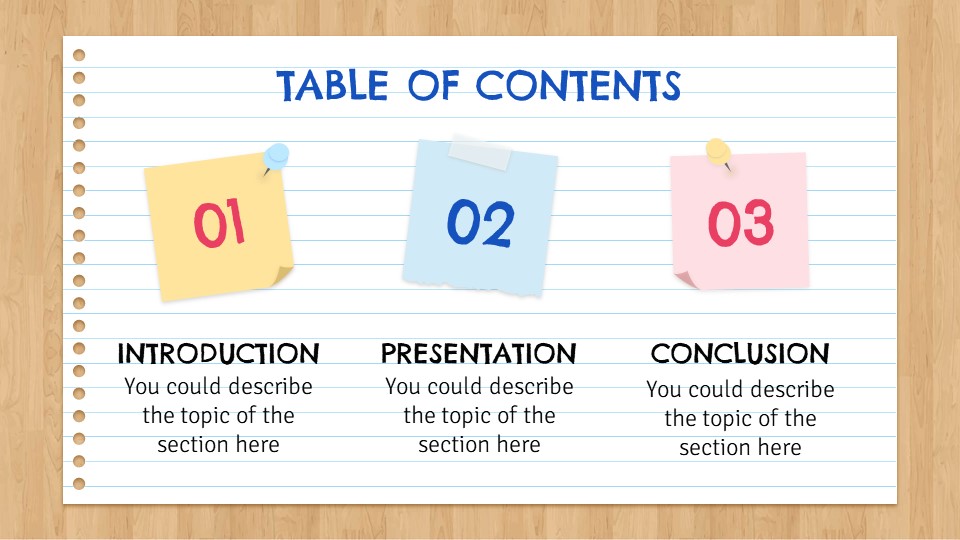 TABLE OF CONTENTS
01
02
03
INTRODUCTION
You could describe
the topic of the
section here
PRESENTATION
You could describe
the topic of the
section here
CONCLUSION
You could describe
the topic of the
section here